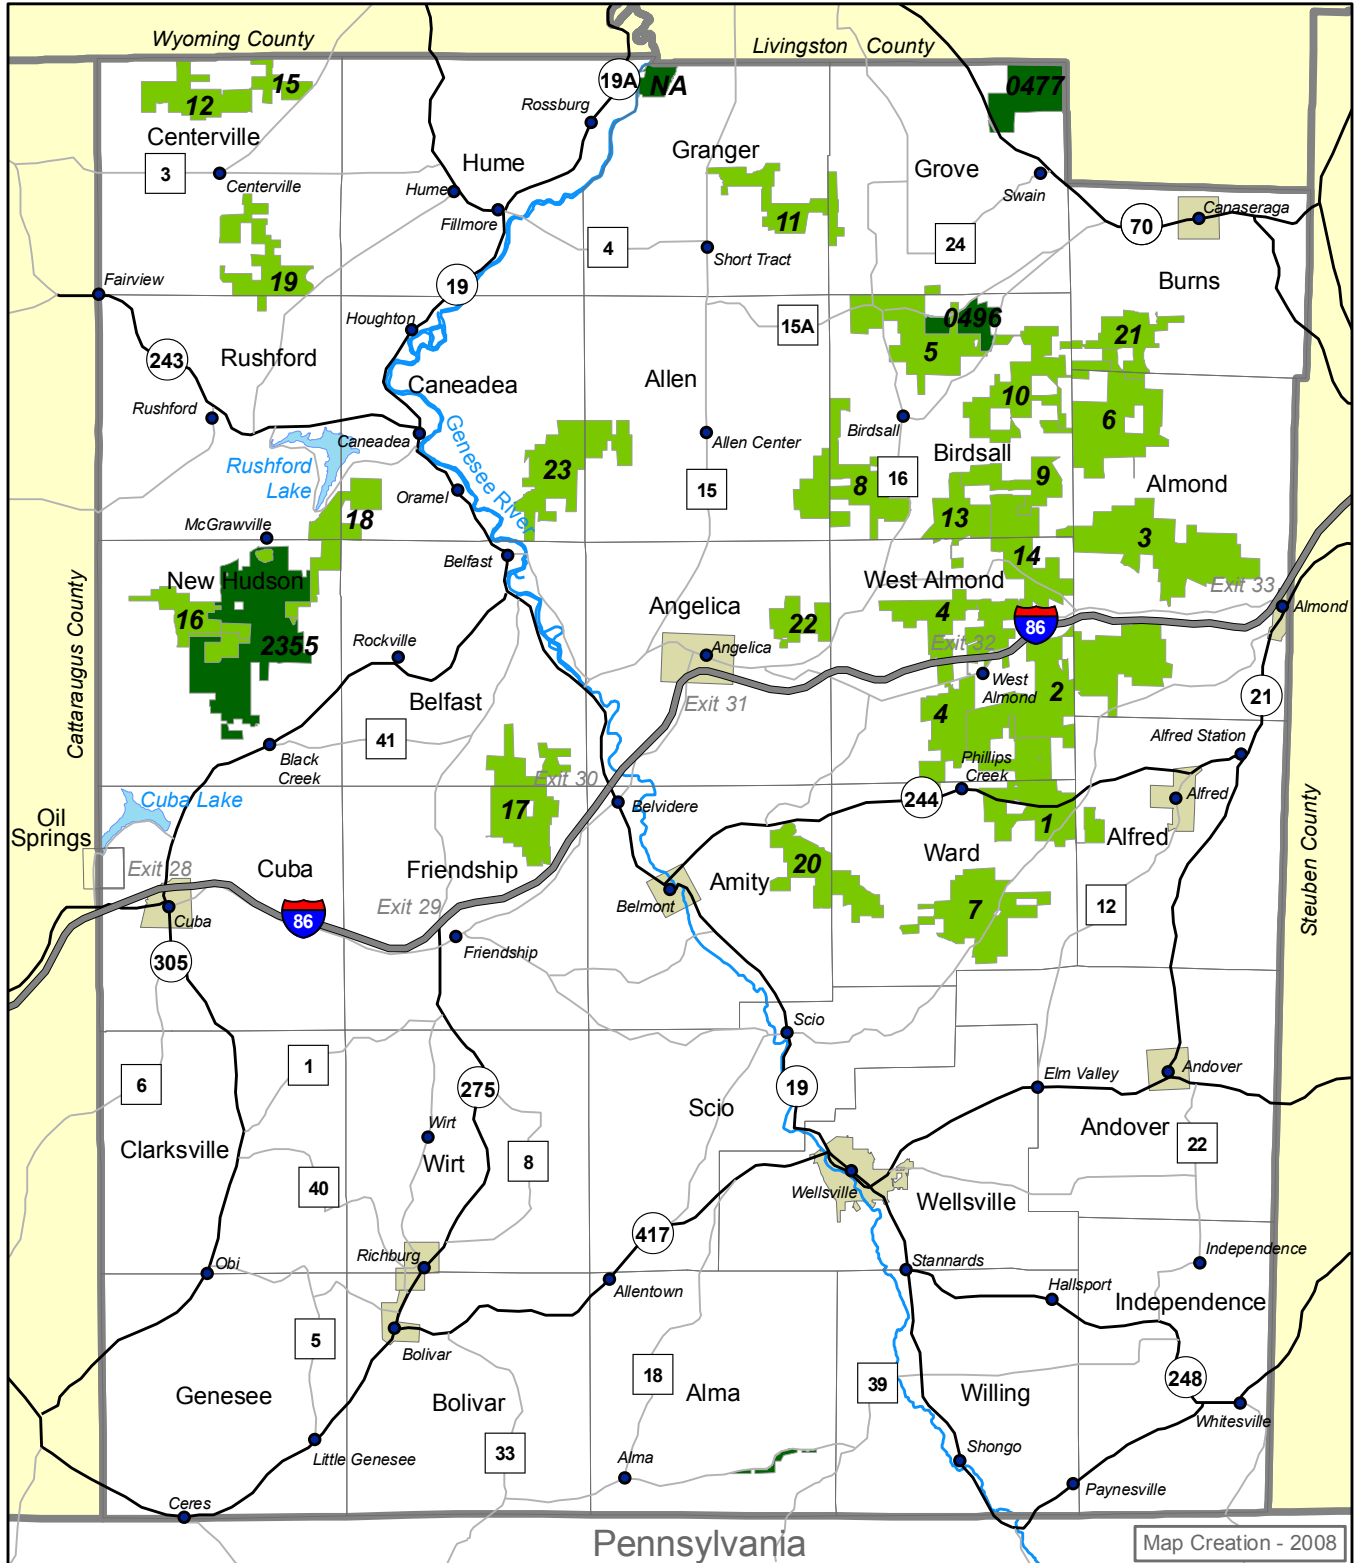 Wyoming County
Livingston County
19A
NA
0477
15
12
Rossburg
Centerville
Hume
Granger
Grove
3
Centerville
Hume
Fillmore
11
Swain
Canaseraga
70
24
4
Short Tract
19
Fairview
19
Burns
Houghton
15A
0496
21
5
243
Rushford
Caneadea
Allen
10
6
Rushford
Caneadea
Allen Center
Birdsall
Birdsall
Rushford
Lake
Genesee River
23
15
8
16
9
Almond
Oramel
18
13
3
McGrawville
Belfast
14
New Hudson
West Almond
Exit 33
Almond
Cattaraugus County
16
Angelica
22
4
86
2355
Rockville
Angelica
Exit 32
West
Almond
2
21
Belfast
Exit 31
4
41
Black
Creek
Alfred Station
Phillips
Creek
Exit 30
Cuba Lake
17
Belvidere
244
Alfred
Oil
Springs
1
Alfred
Exit 28
Cuba
Friendship
20
Ward
Amity
Steuben County
Belmont
Exit 29
7
12
Cuba
86
Friendship
305
Scio
1
6
275
19
Elm Valley
Andover
Scio
Wirt
Andover
Clarksville
Wirt
8
22
40
Wellsville
Wellsville
417
Richburg
Obi
Stannards
Independence
Allentown
Hallsport
Independence
5
Bolivar
18
39
248
Genesee
Bolivar
Alma
Willing
Whitesville
Little Genesee
33
Alma
Shongo
Paynesville
Ceres
Pennsylvania
Map Creation - 2008